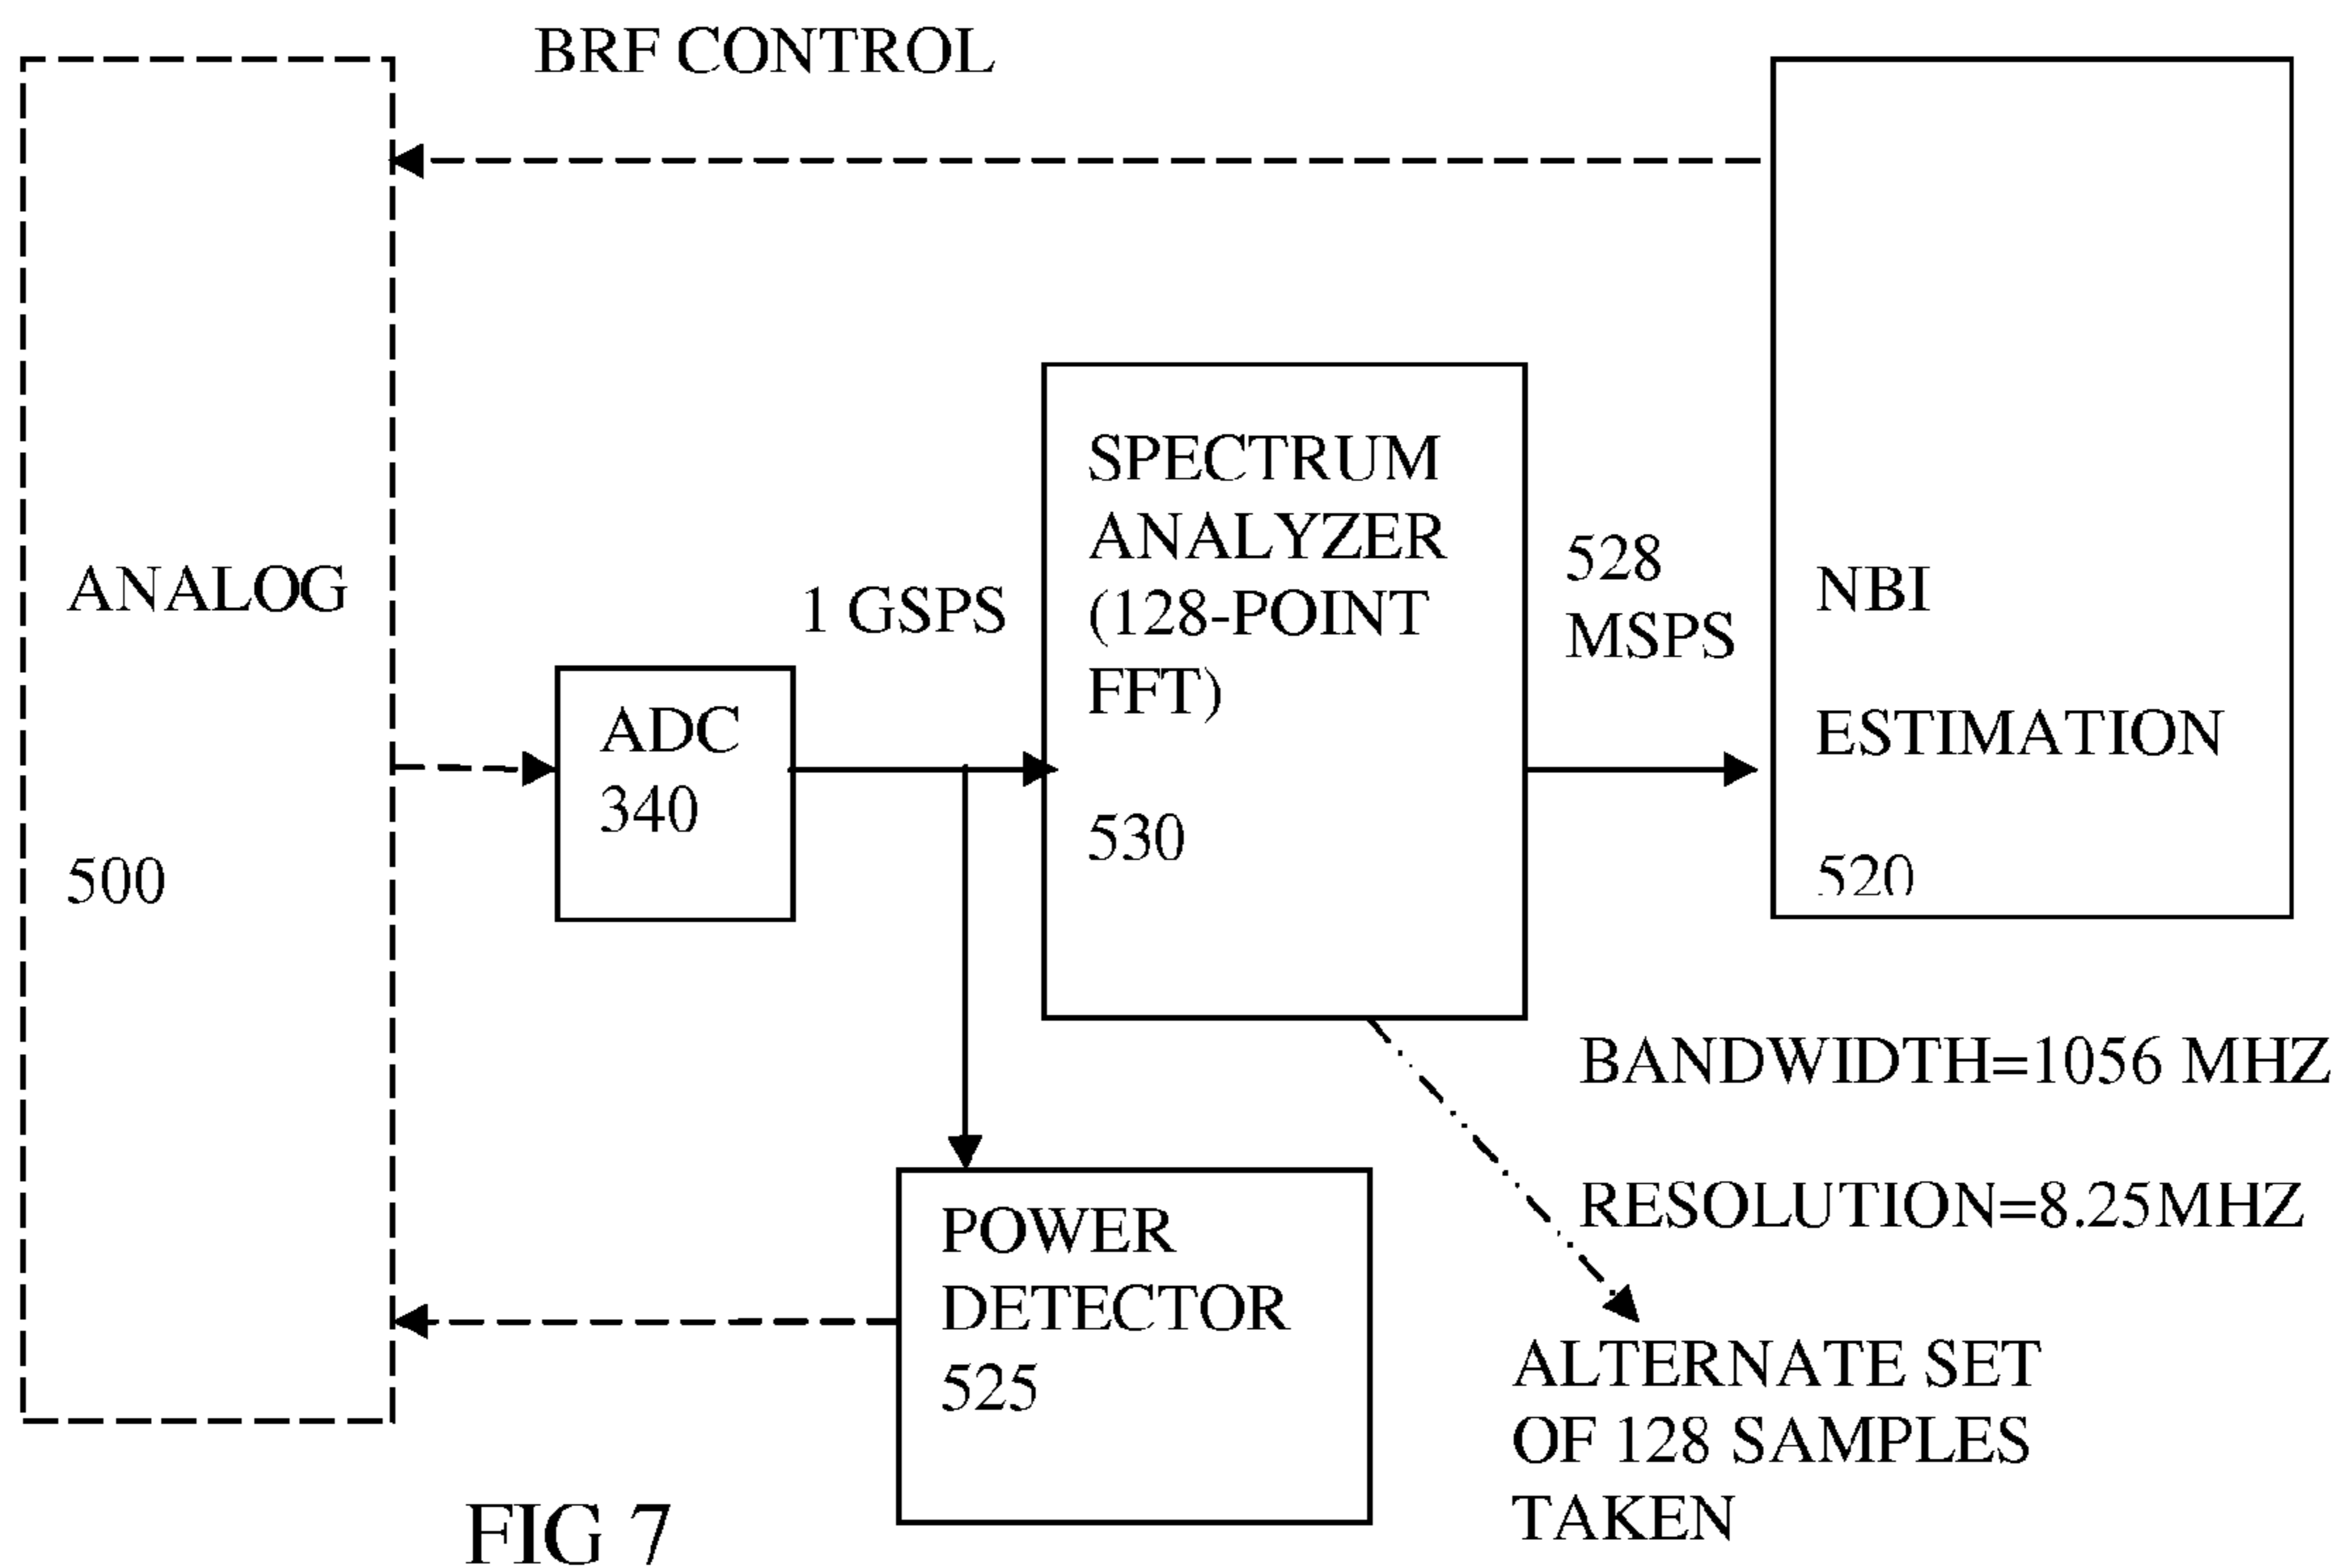 BRF CONTROL
ANALOG
500
ADC
340
1 GSPS
SPECTRUM
ANALYZER
(128-POINT
FFT)
530
528
MSPS
NBI
ESTIMATION
520
POWER
DETECTOR
525
BANDWIDTH=1056 MHZ
RESOLUTION=8.25MHZ
ALTERNATE SET
OF 128 SAMPLES
TAKEN
FIG 7